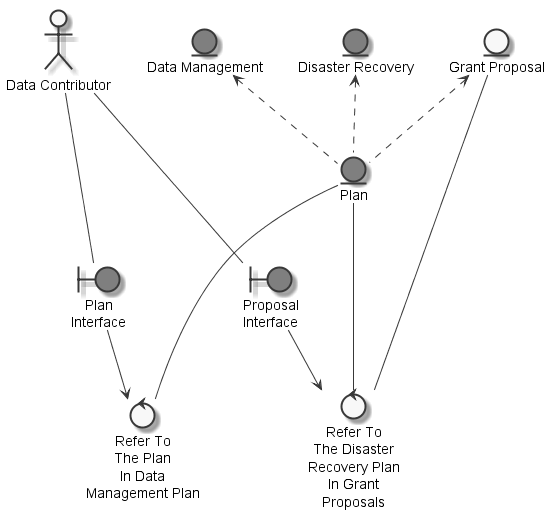 Data Contributor
Data Management
Disaster Recovery
Grant Proposal
Plan
Plan
Interface
Proposal
Interface
Refer To
The Plan
In Data
Management Plan
Refer To
The Disaster
Recovery Plan
In Grant
Proposals